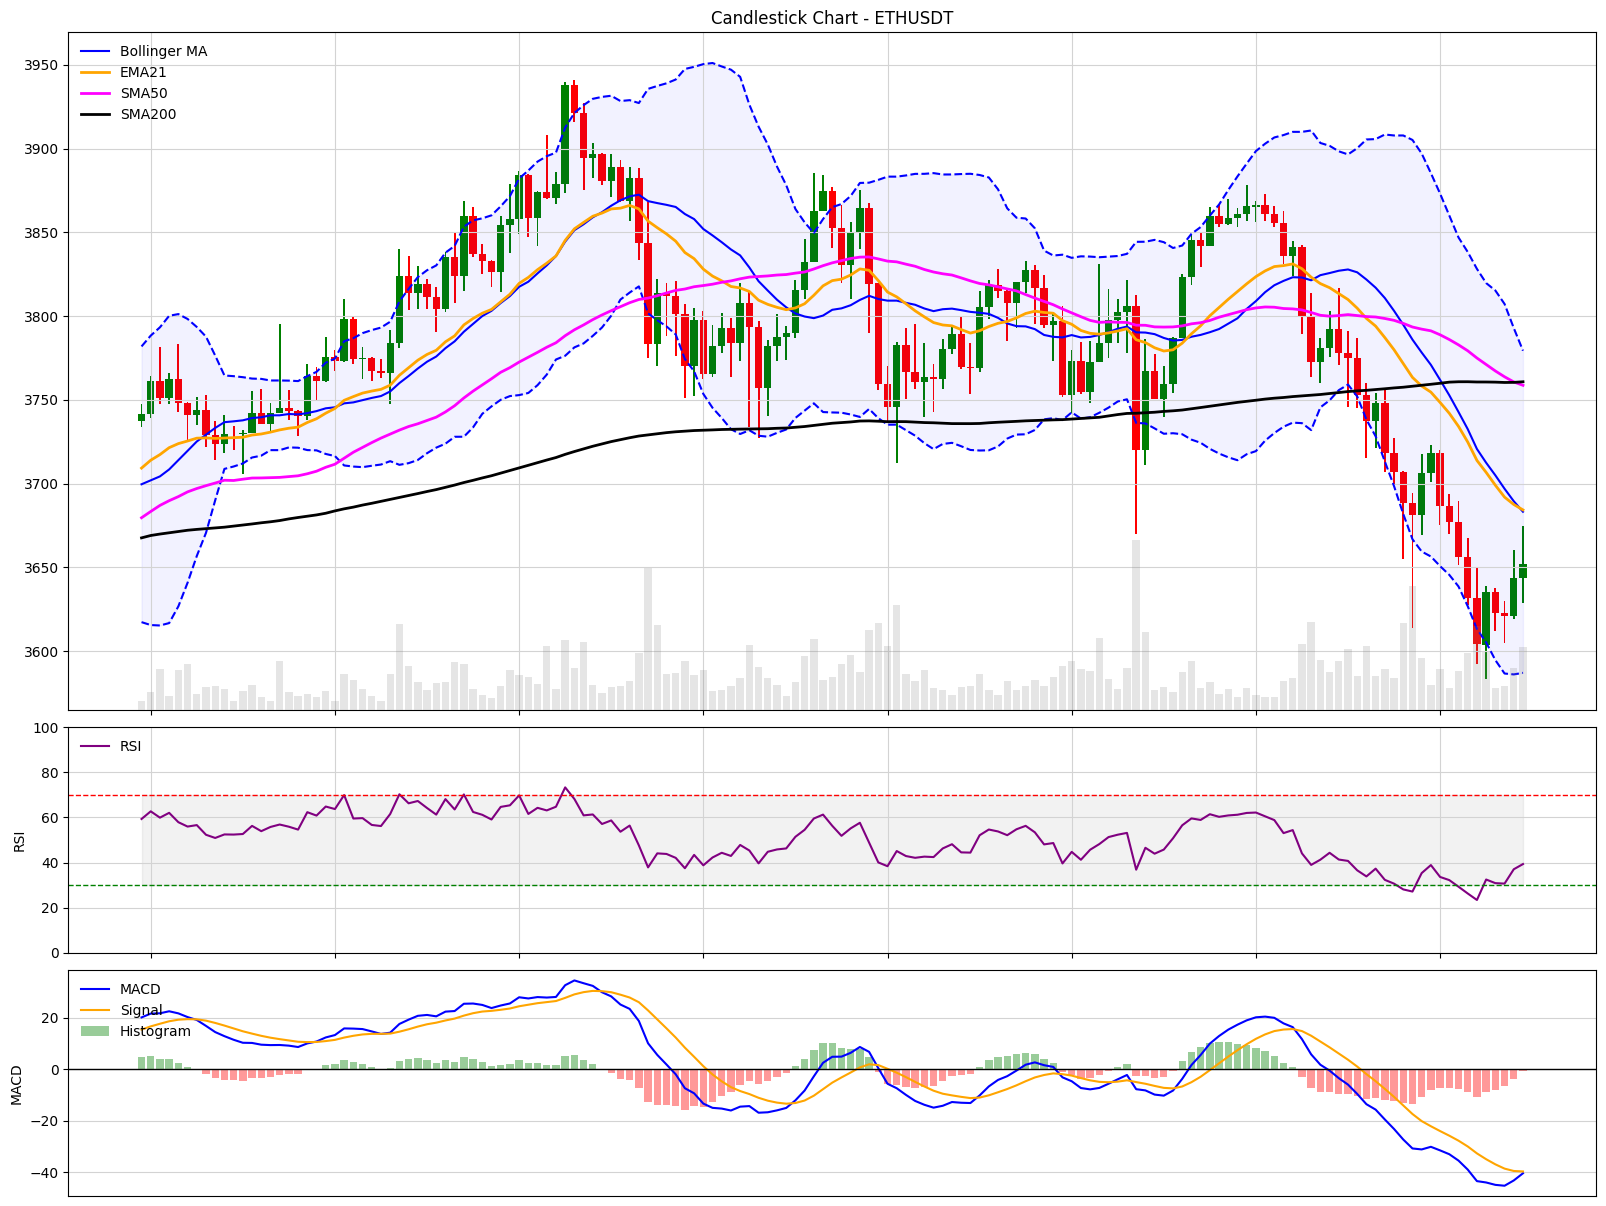 Candlestick Chart - ETHUSDT
Bollinger MA
EMA21
SMA50
SMA200
3950
3900
3850
3800
3750
3700
3650
3600
RSI
100
80
60
40
20
0
RSI
MACD
Signal
Histogram
20
0
−20
−40
MACD